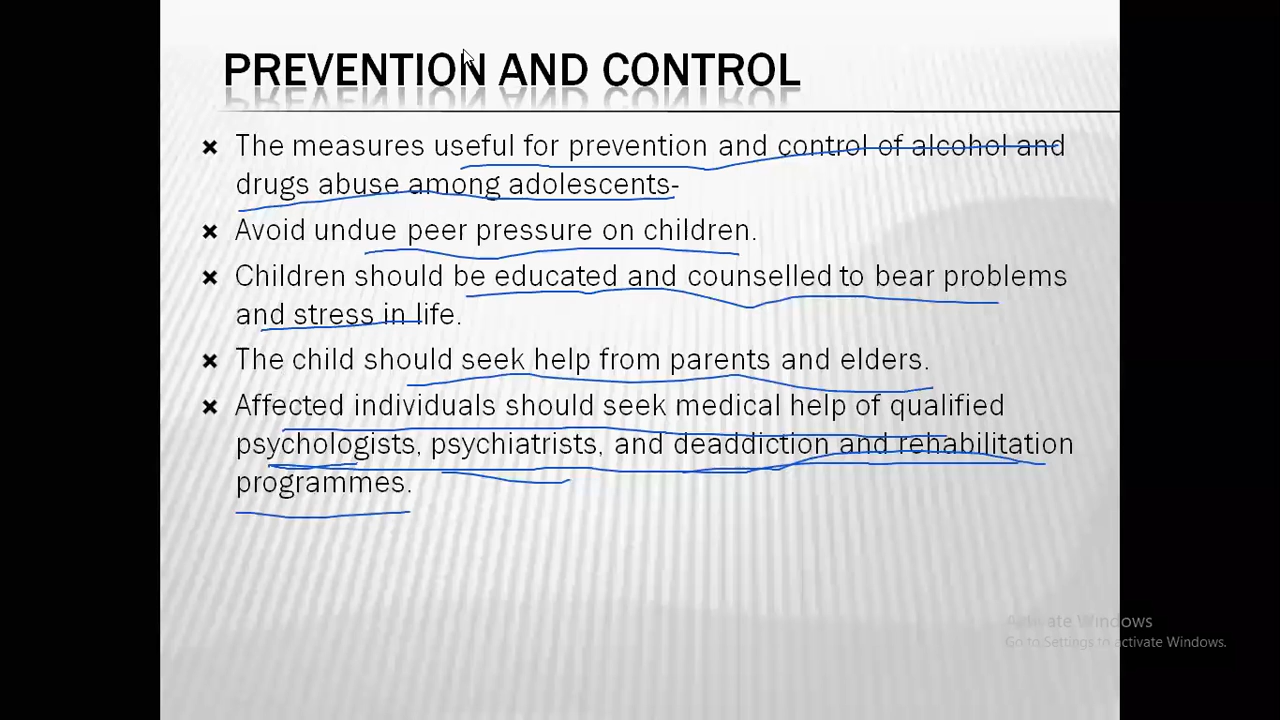 PREVENTION AND CONTROL
× The measures useful for prevention and control of alcohol and
drugs abuse among adolescents-
× Avoid undue peer pressure on children.
× Children should be educated and counselled to bear problems
and stress in life.
× The child should seek help from parents and elders.
× Affected individuals should seek medical help of qualified
psychologists, psychiatrists, and deaddiction and rehabilitation
programmes.
Activate Windows
Go to Settings to activate Windows.